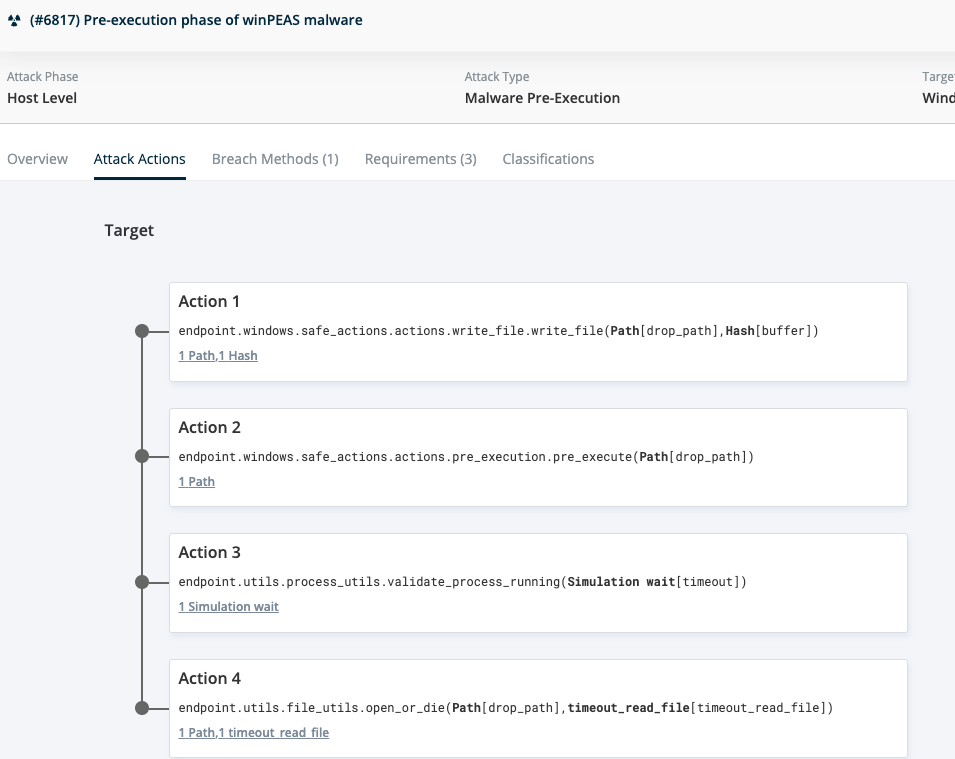 (#6817) Pre-execution phase of winPEAS malware
Attack Phase
Attack Type
Host Level
Malware Pre-Execution
Overview Attack Actions Breach Methods (1) Requirements (3) Classifications
Target
Action 1
endpoint.windows.safe_actions.actions.write_file.write_file(Path[drop_path],Hash[buffer])
1 Path,1 Hash
Action 2
endpoint.windows.safe_actions.actions.pre_execution.pre_execute(Path[drop_path])
1 Path
Action 3
endpoint.utils.process_utils.validate_process_running(Simulation wait[timeout])
1 Simulation wait
Action 4
endpoint.utils.file_utils.open_or_die(Path[drop_path],timeout_read_file[timeout_read_file])
1 Path,1 timeout_read_file